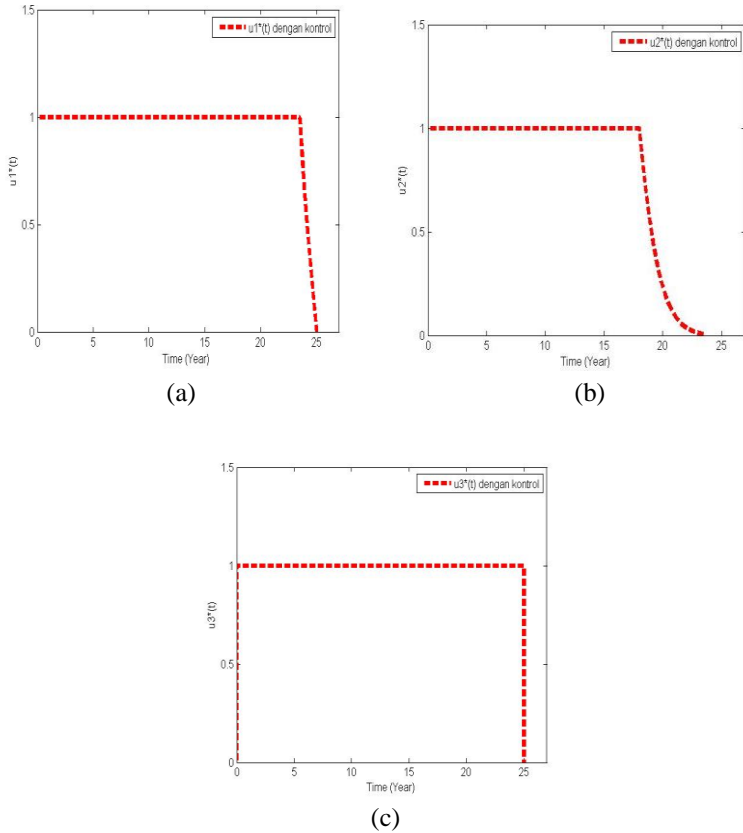 1.5
u1*(t) dengan kontrol
1
0.5
0
u1*(t)
0 5 10 15 20 25
Time (Year)
(a)
1.5
u2*(t) dengan kontrol
1
0.5
0
u2*(t)
0 5 10 15 20 25
Time (Year)
(b)
1.5
u3*(t) dengan kontrol
1
0.5
0
u3*(t)
0 5 10 15 20 25
Time (Year)
(c)